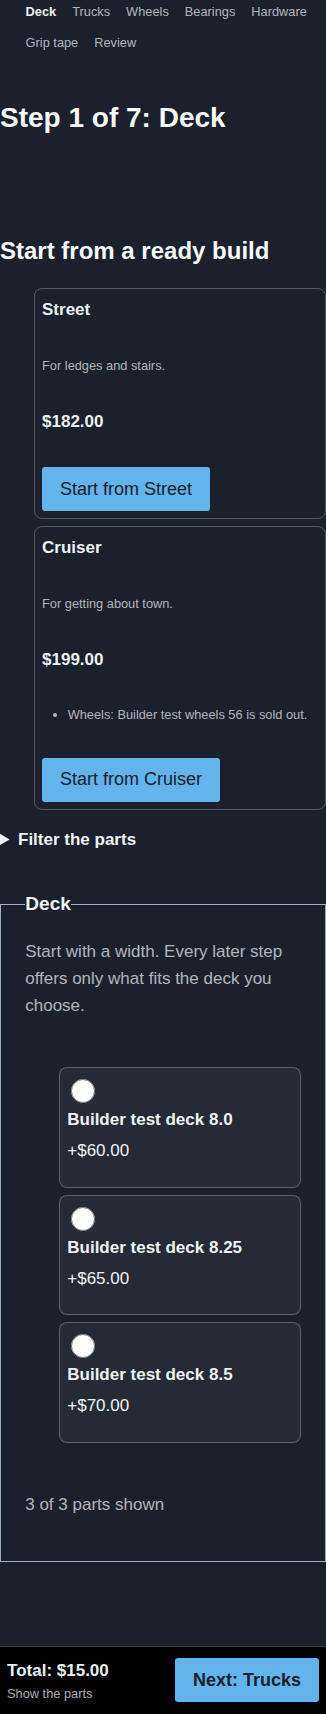 Deck Trucks Wheels Bearings Hardware
Grip tape Review
Step 1 of 7: Deck
Start from a ready build
Street
For ledges and stairs.
$182.00
Start from Street
Cruiser
For getting about town.
$199.00
• Wheels: Builder test wheels 56 is sold out.
Start from Cruiser
Filter the parts
Deck
Start with a width. Every later step
offers only what fits the deck you
choose.
Builder test deck 8.0
+$60.00
Builder test deck 8.25
+$65.00
Builder test deck 8.5
+$70.00
3 of 3 parts shown
Total: $15.00
Show the parts
Next: Trucks